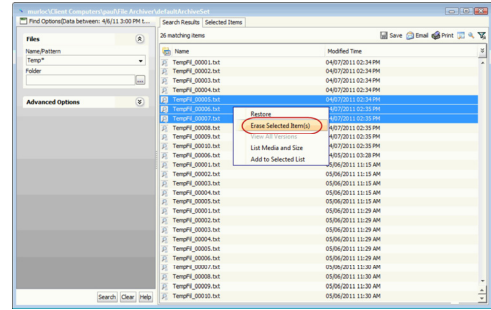 marloc\Client Computers\paul\File Archiver\defaultArchiveSet
Find Options(Data between: 4/6/11 3:00 PM t...
Search Results Selected Items
Files
26 matching items
Save Email Print
Name/Pattern
Name Modified Time
Temp*
TempFil_00001.txt 04/07/2011 02:34 PM
Folder
TempFil_00002.txt 04/07/2011 02:34 PM
...
TempFil_00003.txt 04/07/2011 02:34 PM
TempFil_00004.txt 04/07/2011 02:34 PM
Advanced Options
TempFil_00005.txt 04/07/2011 02:34 PM
TempFil_00006.txt 4/07/2011 02:35 PM
Restore
TempFil_00007.txt 4/07/2011 02:35 PM
Erase Selected Item(s)
TempFil_00008.txt 4/07/2011 02:35 PM
TempFil_00009.txt 4/07/2011 02:35 PM
View All Versions
TempFil_00010.txt 4/07/2011 02:35 PM
List Media and Size
TempFil_00006.txt 4/05/2011 03:28 PM
Add to Selected List
TempFil_00001.txt 05/06/2011 11:15 AM
TempFil_00002.txt 05/06/2011 11:15 AM
TempFil_00003.txt 05/06/2011 11:15 AM
TempFil_00004.txt 05/06/2011 11:15 AM
TempFil_00005.txt 05/06/2011 11:15 AM
TempFil_00001.txt 05/06/2011 11:29 AM
TempFil_00002.txt 05/06/2011 11:29 AM
TempFil_00003.txt 05/06/2011 11:29 AM
TempFil_00004.txt 05/06/2011 11:29 AM
TempFil_00005.txt 05/06/2011 11:29 AM
TempFil_00006.txt 05/06/2011 11:29 AM
TempFil_00007.txt 05/06/2011 11:30 AM
TempFil_00008.txt 05/06/2011 11:30 AM
TempFil_00009.txt 05/06/2011 11:30 AM
TempFil_00010.txt 05/06/2011 11:30 AM
Search Clear Help